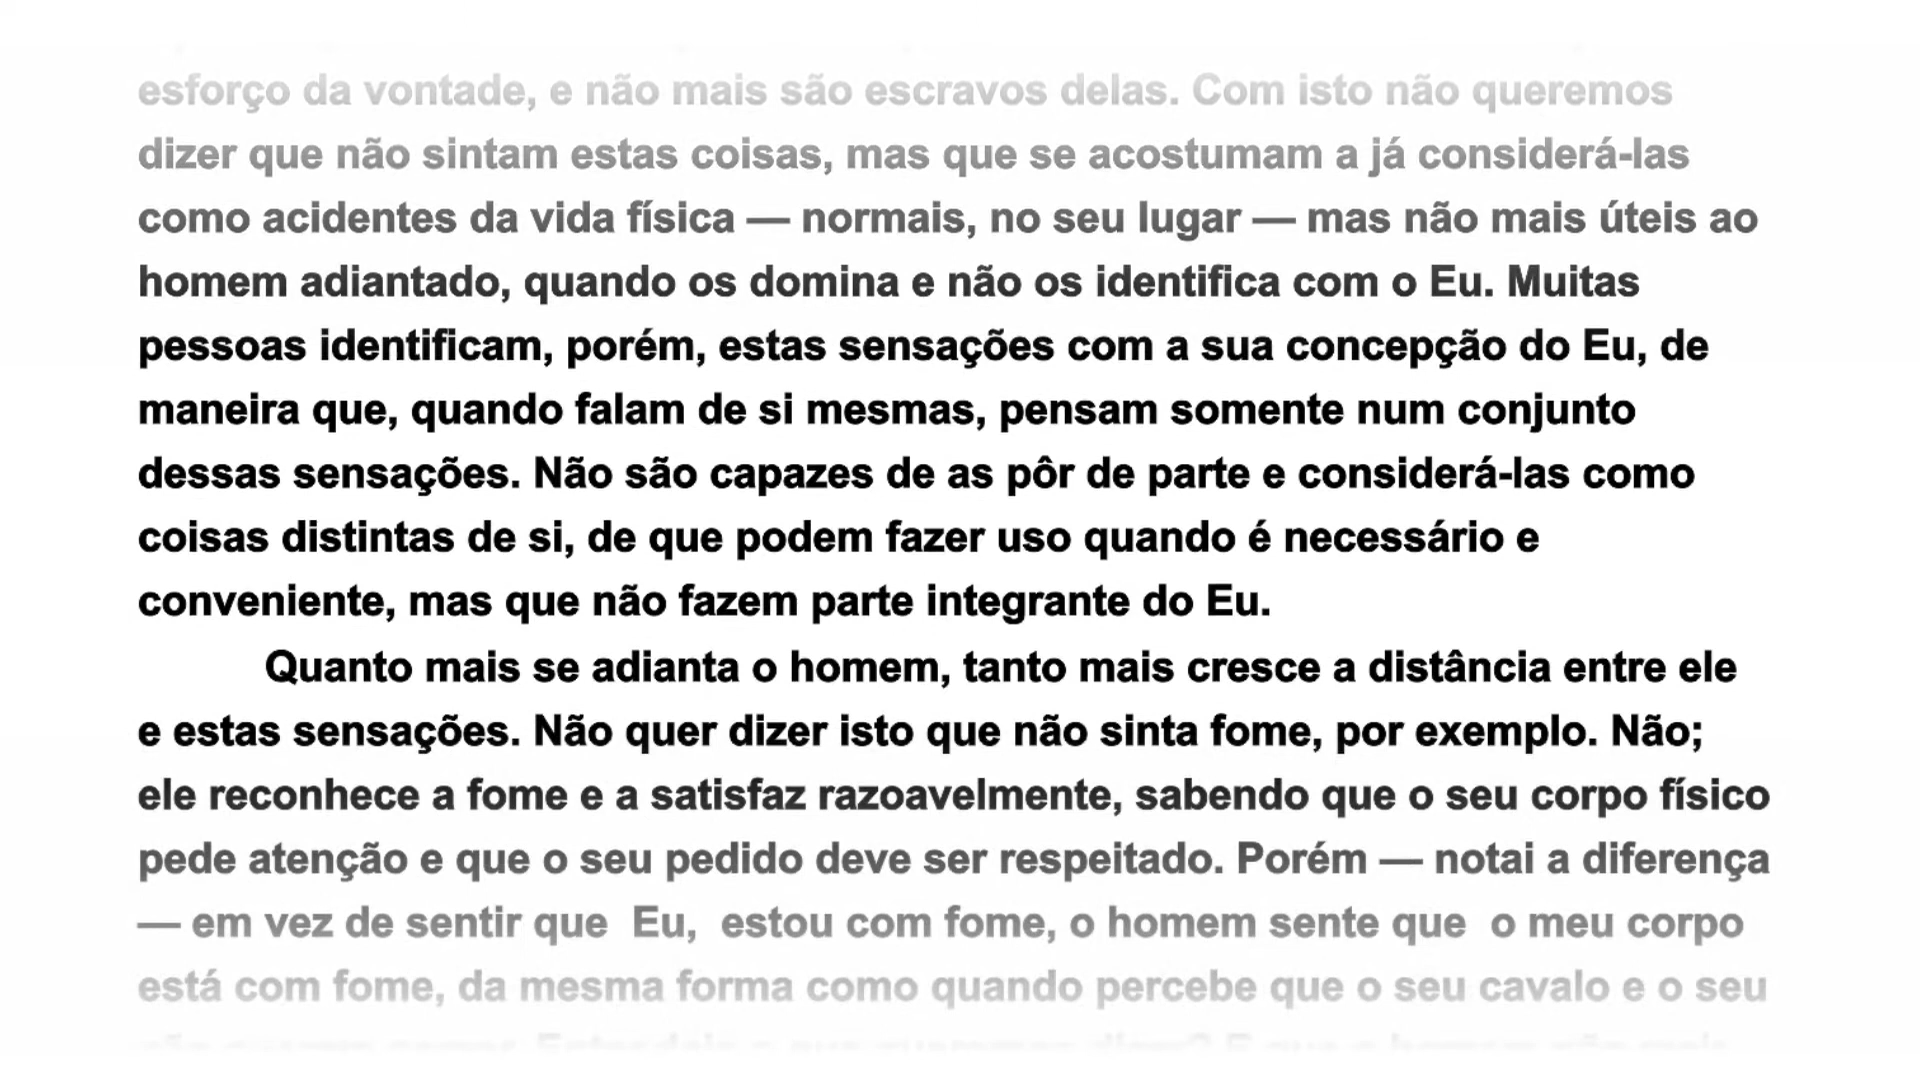 esforço da vontade, e não mais são escravos delas. Com isto não queremos
dizer que não sintam estas coisas, mas que se acostumam a já considerá-las
como acidentes da vida física — normais, no seu lugar — mas não mais úteis ao
homem adiantado, quando os domina e não os identifica com o Eu. Muitas
pessoas identificam, porém, estas sensações com a sua concepção do Eu, de
maneira que, quando falam de si mesmas, pensam somente num conjunto
dessas sensações. Não são capazes de as pôr de parte e considerá-las como
coisas distintas de si, de que podem fazer uso quando é necessário e
conveniente, mas que não fazem parte integrante do Eu.
Quanto mais se adianta o homem, tanto mais cresce a distância entre ele
e estas sensações. Não quer dizer isto que não sinta fome, por exemplo. Não;
ele reconhece a fome e a satisfaz razoavelmente, sabendo que o seu corpo físico
pede atenção e que o seu pedido deve ser respeitado. Porém — notai a diferença
— em vez de sentir que  Eu,  estou com fome, o homem sente que  o meu corpo
está com fome, da mesma forma como quando percebe que o seu cavalo e o seu